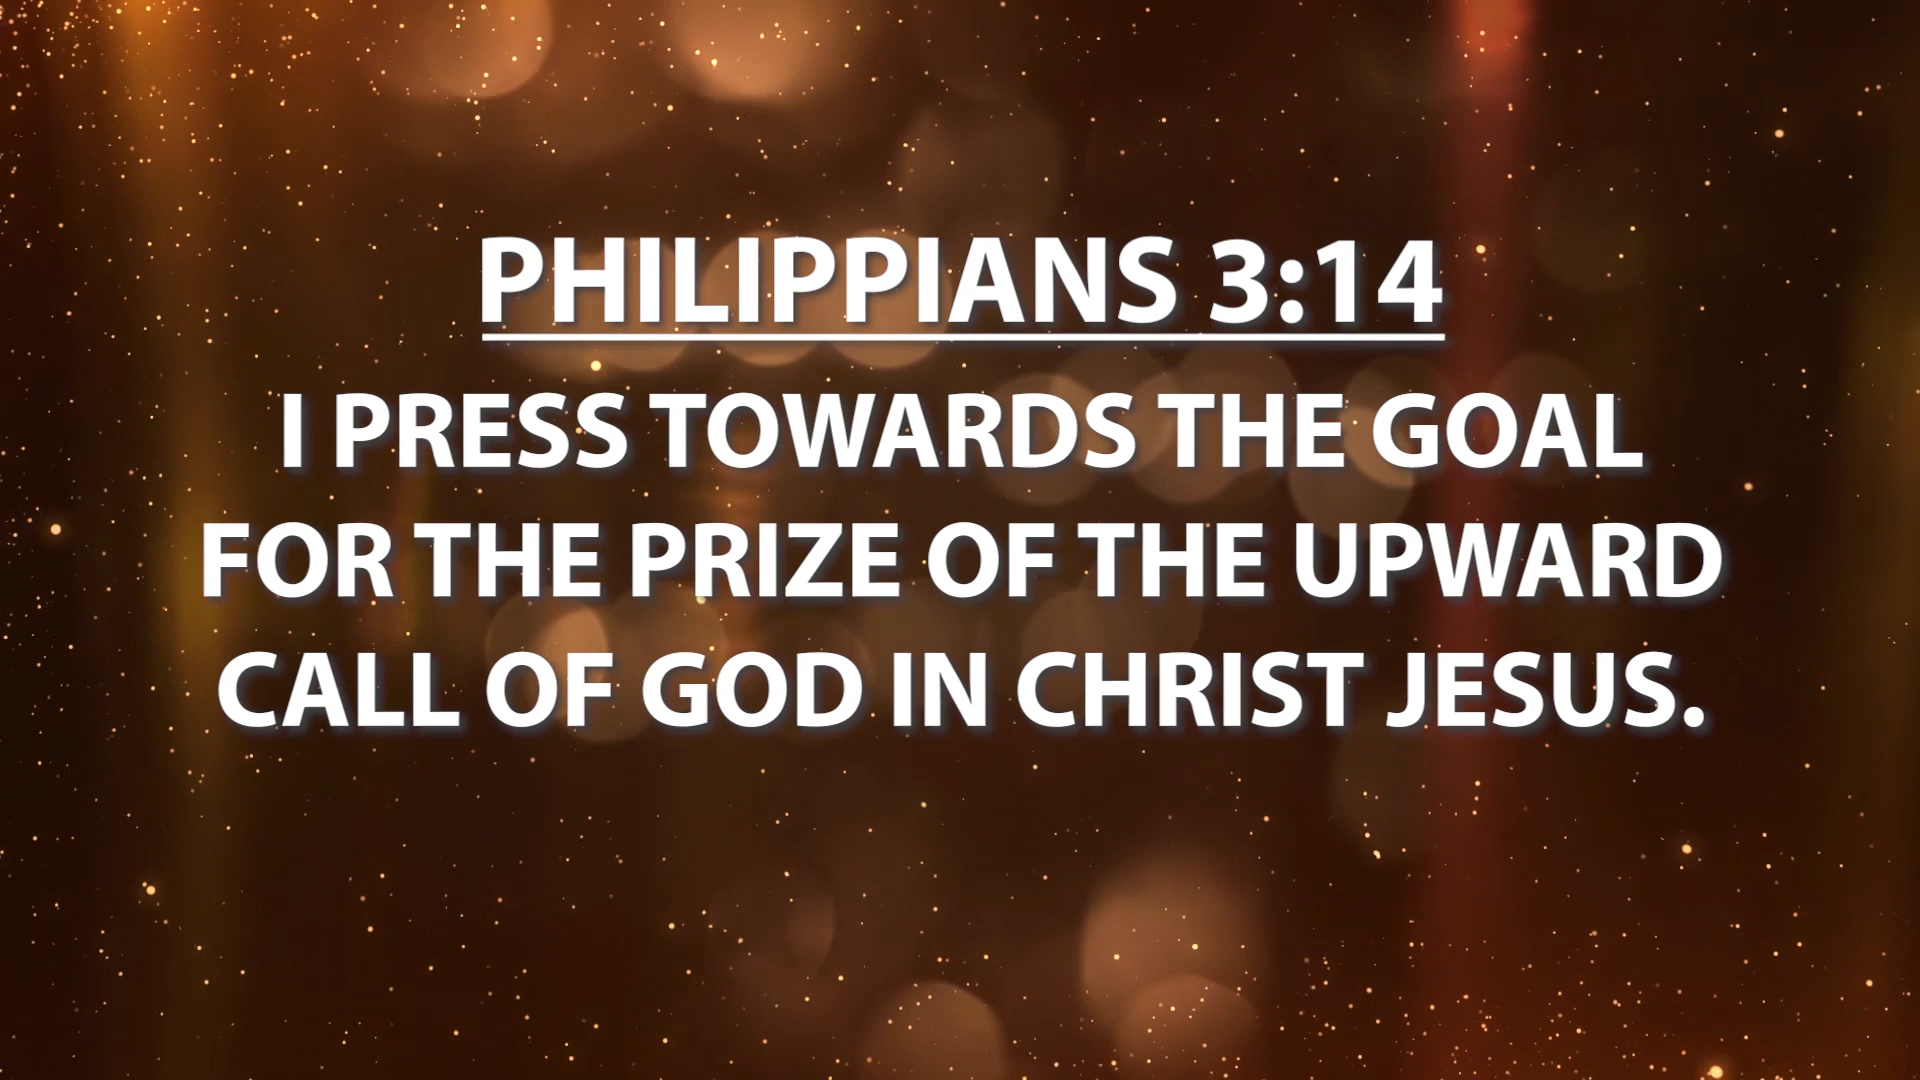 PHILIPPIANS 3:14
I PRESS TOWARDS THE GOAL
FOR THE PRIZE OF THE UPWARD
CALL OF GOD IN CHRIST JESUS.